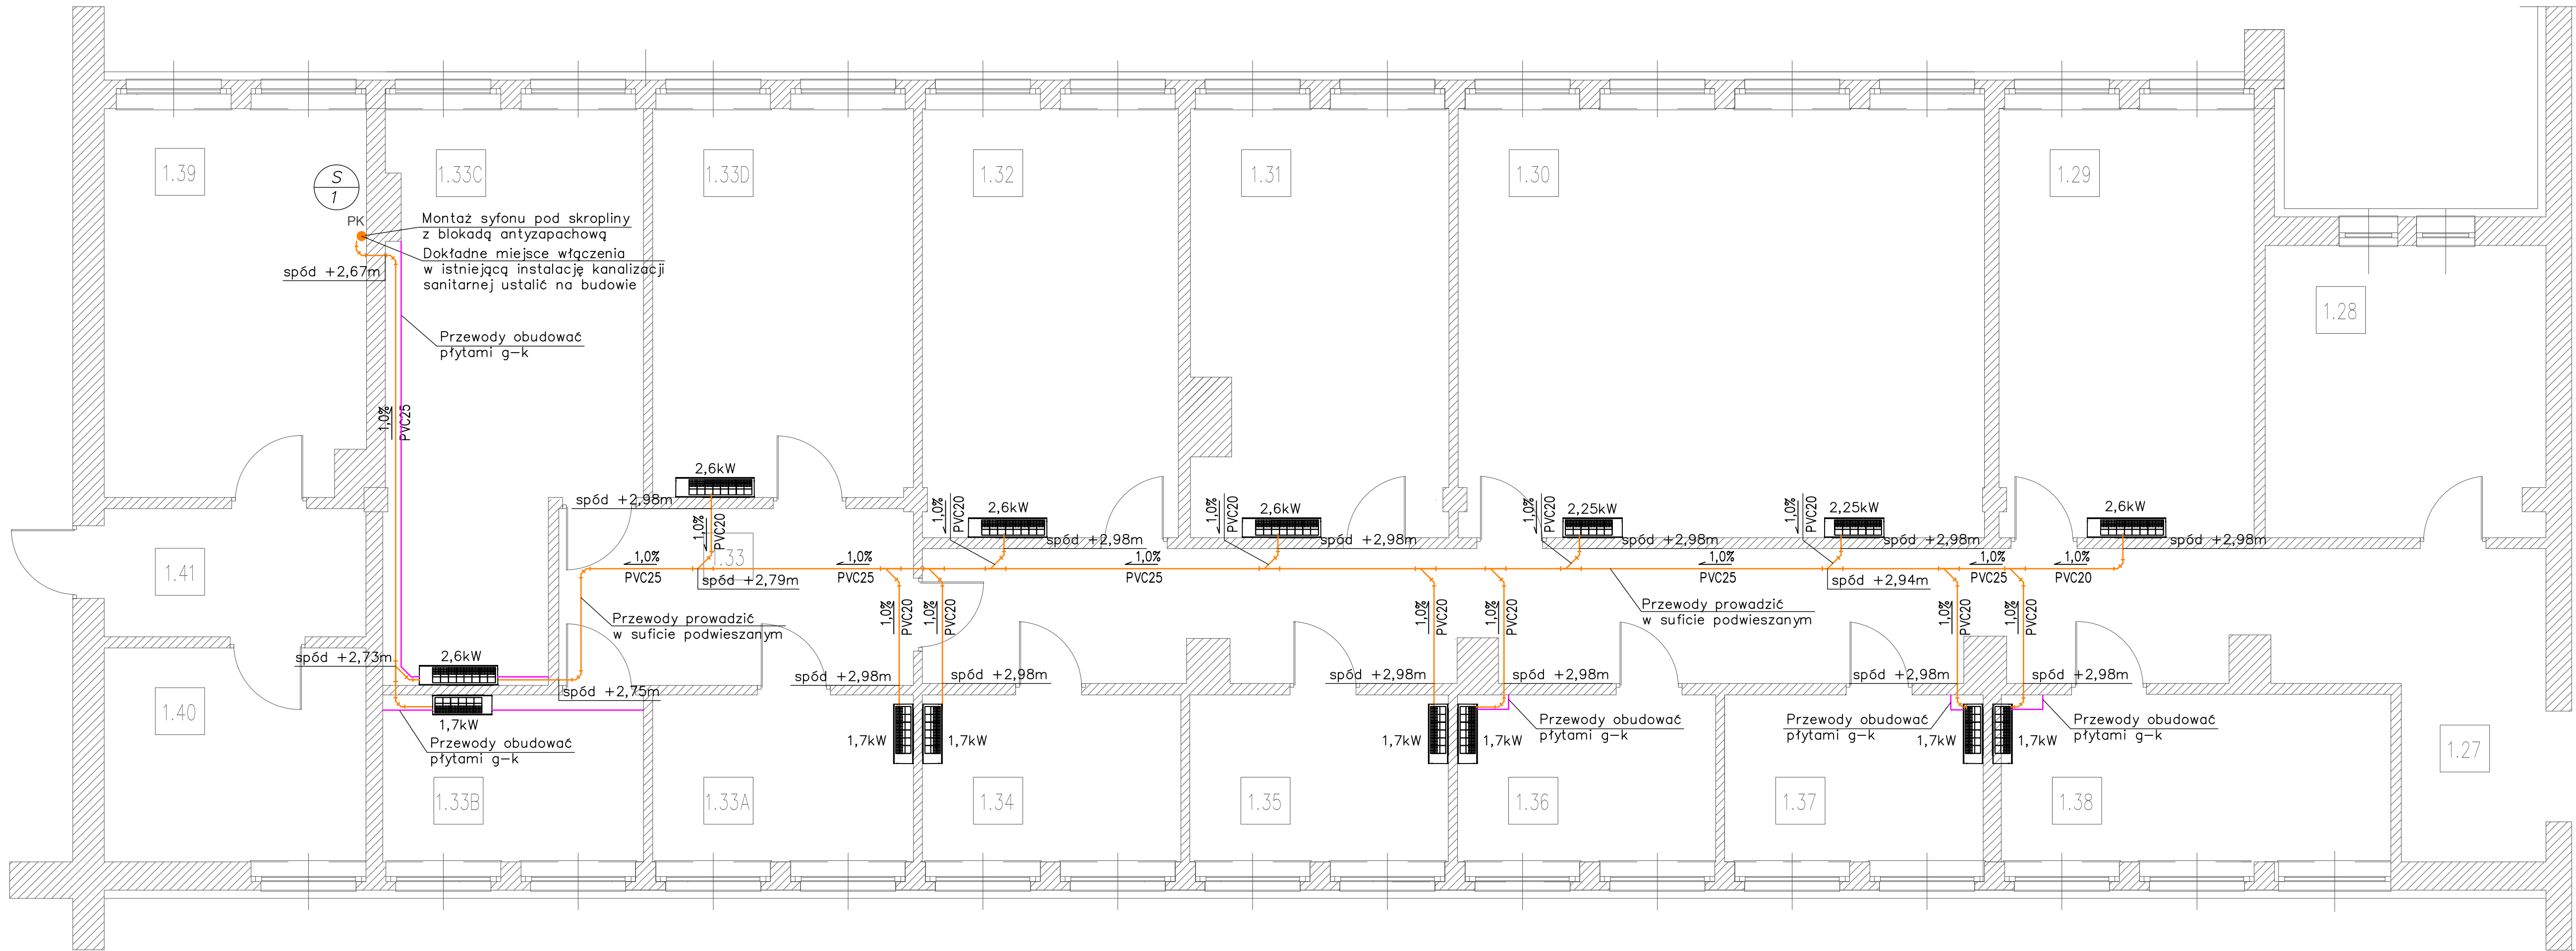 1.39
S
1
PK
1.33C
1.33D
1.32
1.31
1.30
1.29
1.28
Montaż syfonu pod skropliny
z blokadą antyzapachową
Dokładne miejsce włączenia
w istniejącą instalację kanalizacji
sanitarnej ustalić na budowie
spód +2,67m
Przewody obudować
płytami g-k
1,0%
PVC25
2,6kW
spód +2,98m
1,0%
PVC20
1,0%
PVC20
2,6kW
spód +2,98m
1,0%
PVC20
2,6kW
spód +2,98m
1,0%
PVC20
2,25kW
spód +2,98m
1,0%
PVC20
2,25kW
spód +2,98m
2,6kW
spód +2,98m
1.41
1.33
1,0%
PVC25
spód +2,79m
1,0%
PVC25
1,0%
PVC25
1,0%
PVC25
spód +2,94m
1,0%
PVC25
1,0%
PVC20
Przewody prowadzić
w suficie podwieszanym
1,0%
PVC20
1,0%
PVC20
1,0%
PVC20
1,0%
PVC20
Przewody prowadzić
w suficie podwieszanym
1,0%
PVC20
1,0%
PVC20
spód +2,73m
2,6kW
spód +2,75m
spód +2,98m
spód +2,98m
spód +2,98m
spód +2,98m
spód +2,98m
spód +2,98m
1.40
1,7kW
Przewody obudować
płytami g-k
1,7kW
1,7kW
1,7kW
1,7kW
Przewody obudować
płytami g-k
Przewody obudować
płytami g-k
1,7kW
1,7kW
Przewody obudować
płytami g-k
1.27
1.33B
1.33A
1.34
1.35
1.36
1.37
1.38